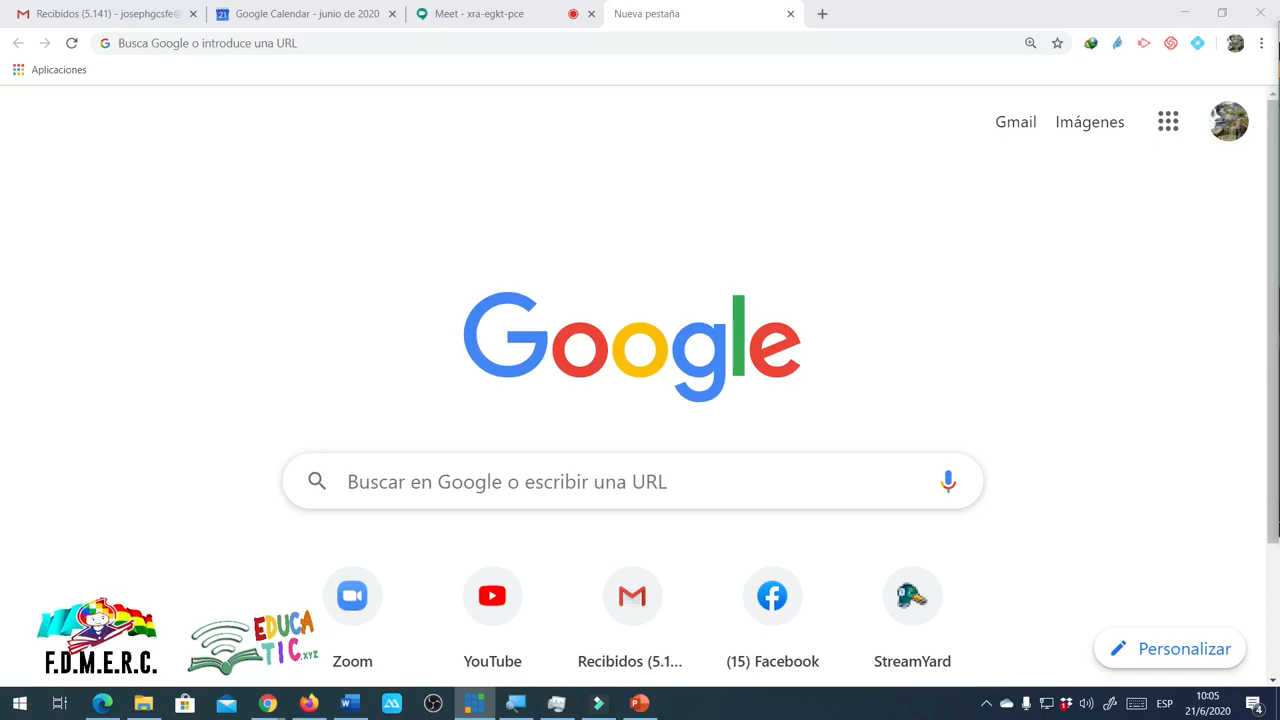 Recibidos (5.141) - josephgcsfe@
Google Calendar - junio de 2020
Meet - xra-egkt-pce
Nueva pestaña
Busca Google o introduce una URL
Aplicaciones
Gmail
Imágenes
Google
Buscar en Google o escribir una URL
F.D.M.E.R.C.
EDUCA
TIC.xyz
Zoom
YouTube
Recibidos (5.1...
(15) Facebook
StreamYard
Personalizar
ESP
10:05
21/6/2020
4